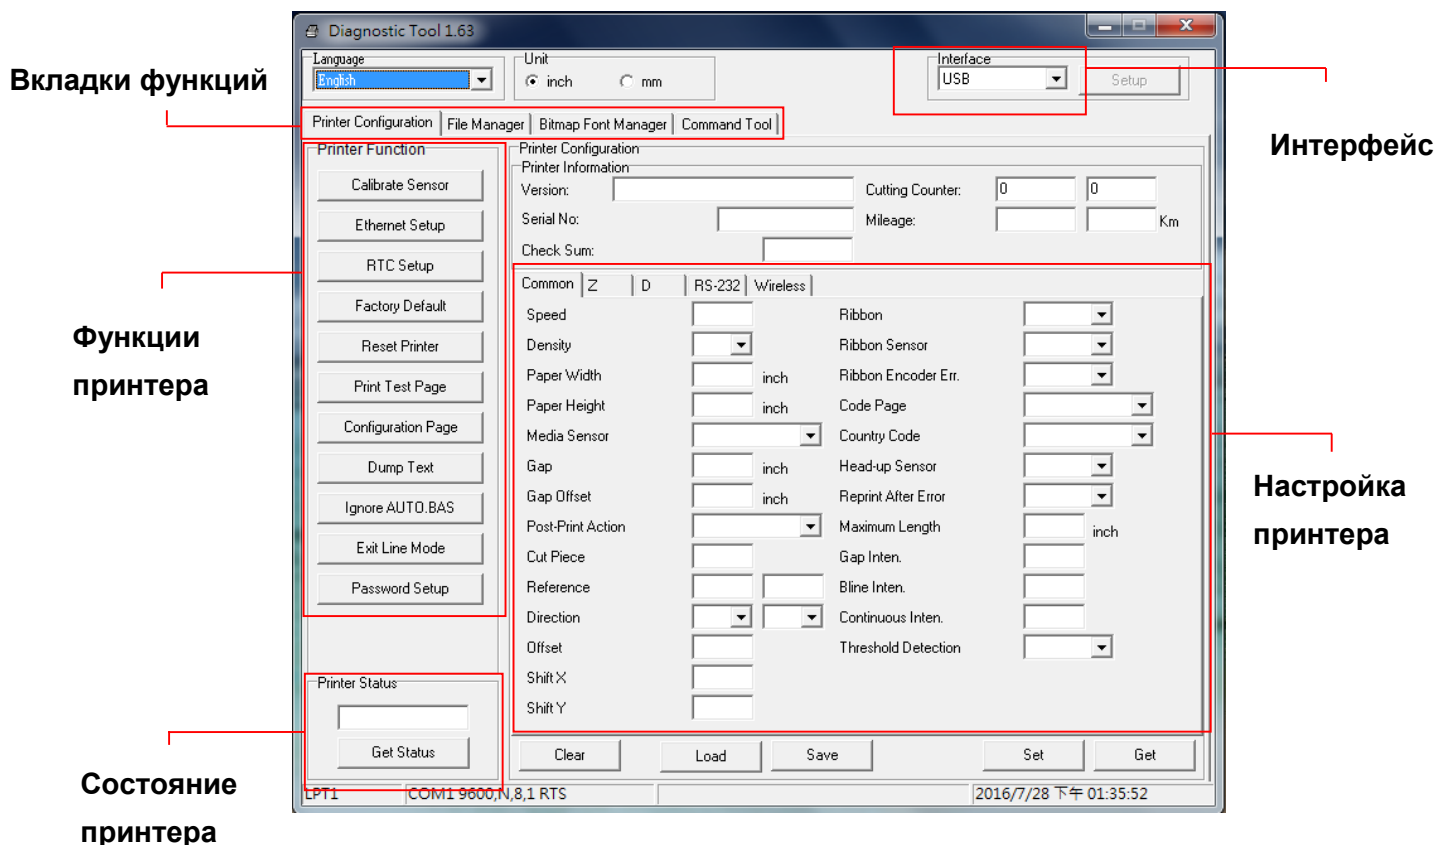 Diagnostic Tool 1.63
Language
English
Unit
inch
mm
Interface
USB
Setup
Вкладки функций
Интерфейс
Printer Configuration
File Manager
Bitmap Font Manager
Command Tool
Printer Function
Calibrate Sensor
Ethernet Setup
RTC Setup
Factory Default
Reset Printer
Print Test Page
Configuration Page
Dump Text
Ignore AUTO.BAS
Exit Line Mode
Password Setup
Функции
принтера
Printer Configuration
Printer Information
Version:
Cutting Counter: 0 0
Serial No:
Mileage: Km
Check Sum:
Common Z D RS-232 Wireless
Speed
Ribbon
Density
Ribbon Sensor
Paper Width inch
Ribbon Encoder Err.
Paper Height inch
Code Page
Media Sensor
Country Code
Gap inch
Head-up Sensor
Gap Offset inch
Reprint After Error
Post-Print Action
Maximum Length inch
Cut Piece
Gap Inten.
Reference
Bline Inten.
Direction
Continuous Inten.
Offset
Threshold Detection
Shift X
Shift Y
Настройка
принтера
Printer Status
Get Status
Состояние
принтера
Clear
Load
Save
Set
Get
LPT1
COM1 9600,N,8,1 RTS
2016/7/28 下午 01:35:52